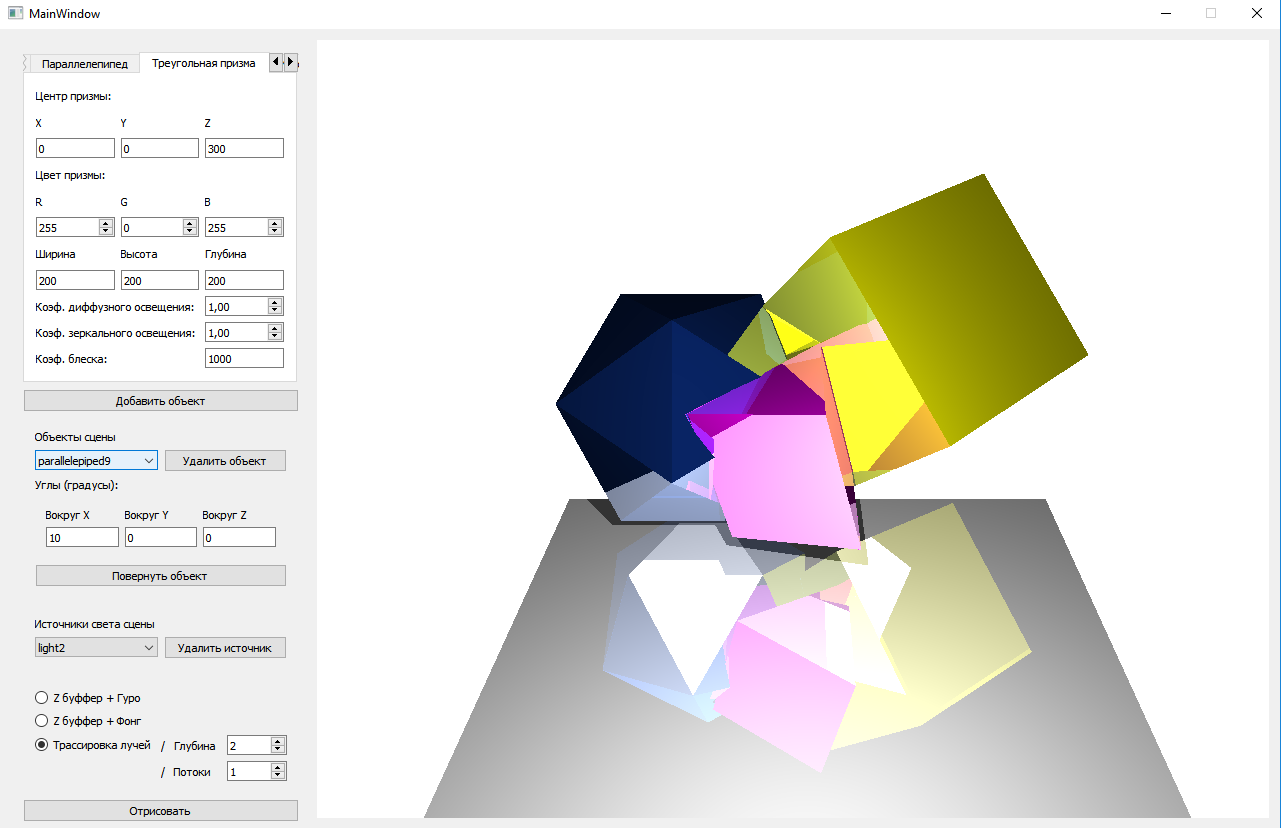 MainWindow
Параллелепипед Треугольная призма
Центр призмы:
X Y Z
0 0 300
Цвет призмы:
R G B
255 0 255
Ширина Высота Глубина
200 200 200
Коэф. диффузного освещения: 1,00
Коэф. зеркального освещения: 1,00
Коэф. блеска: 1000
Добавить объект
Объекты сцены
parallelepiped9 Удалить объект
Углы (градусы):
Вокруг X Вокруг Y Вокруг Z
10 0 0
Повернуть объект
Источники света сцены
light2 Удалить источник
Z буффер + Гуро
Z буффер + Фонг
Трассировка лучей / Глубина 2
/ Потоки 1
Отрисовать